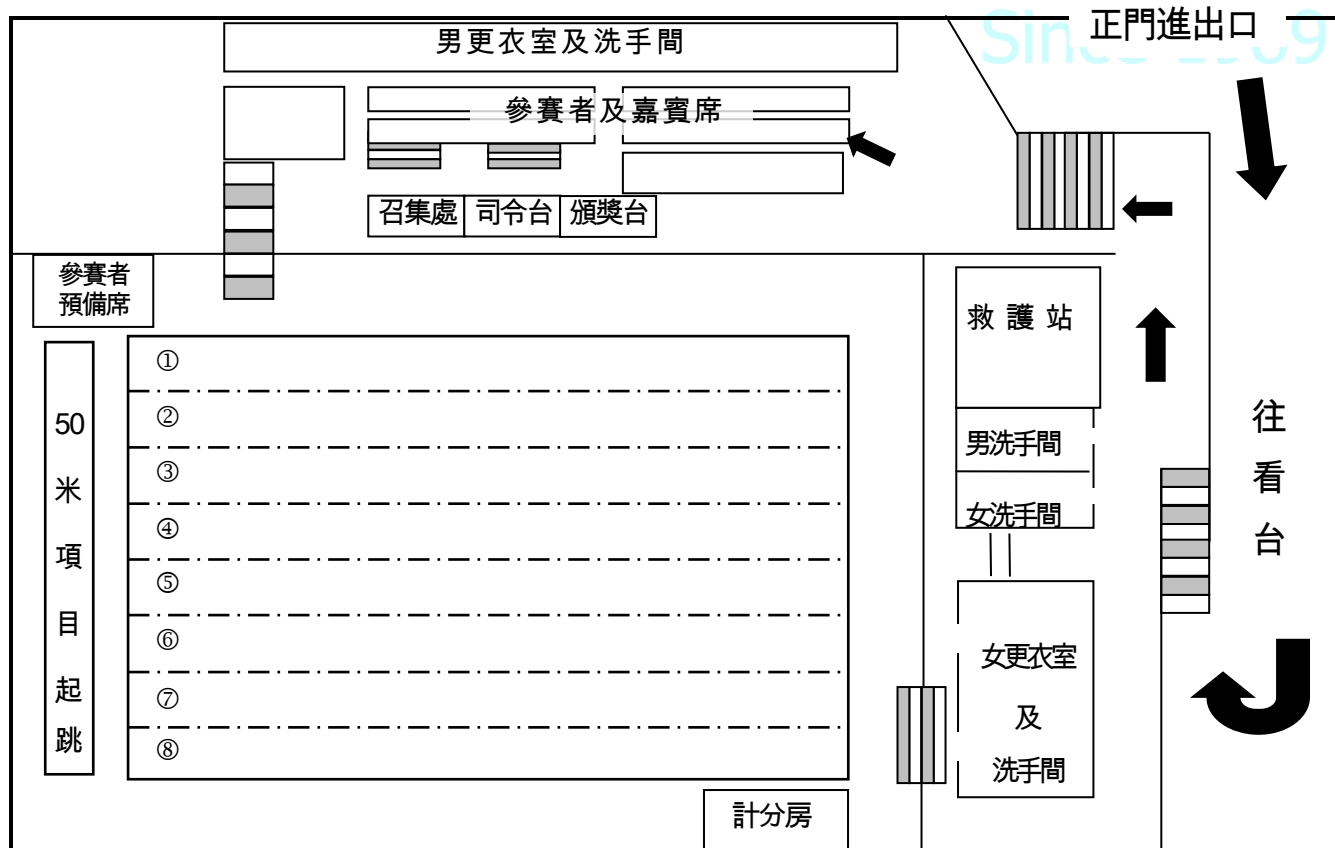 Since 1989
正門進出口
男更衣室及洗手間
參賽者及嘉賓席
召集處
司令台
頒獎台
參賽者
預備席
救護站
①
②
③
④
⑤
⑥
⑦
⑧
50
米
項
目
起
跳
男洗手間
女洗手間
往
看
台
女更衣室
及
洗手間
計分房